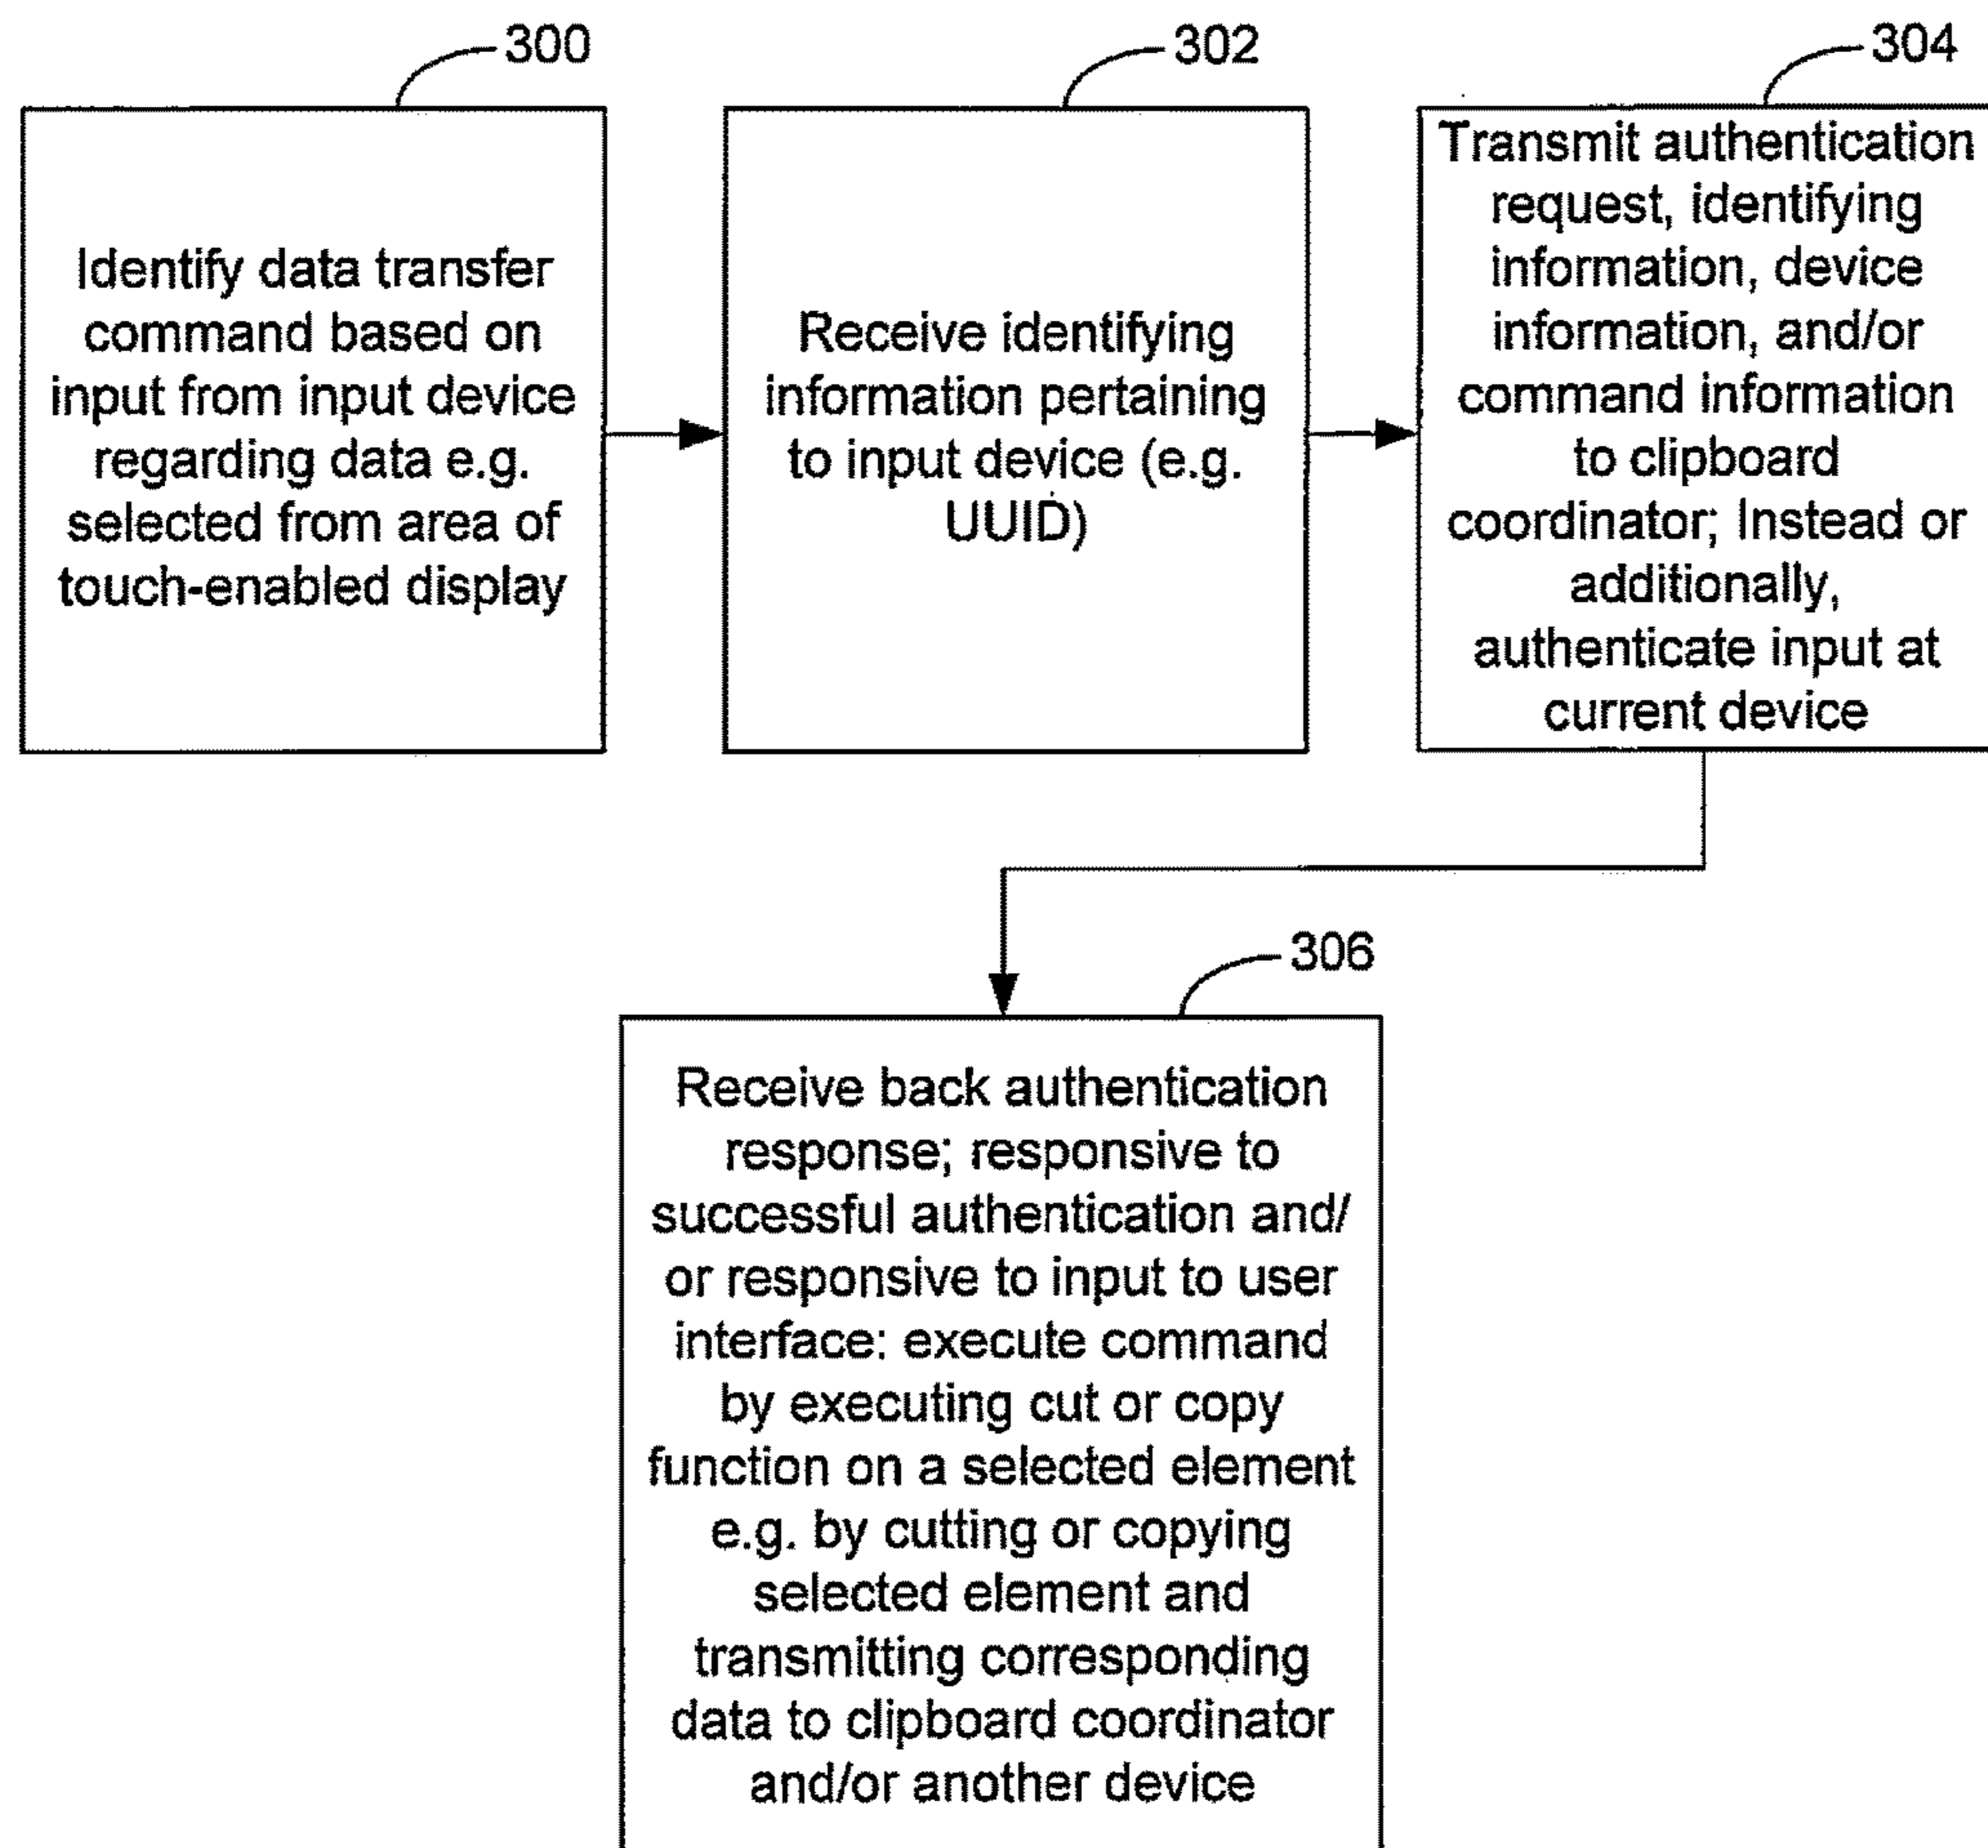 300
Identify data transfer
command based on
input from input device
regarding data e.g.
selected from area of
touch-enabled display
302
Receive identifying
information pertaining
to input device (e.g.
UUID)
304
Transmit authentication
request, identifying
information, device
information, and/or
command information
to clipboard
coordinator; Instead or
additionally,
authenticate input at
current device
306
Receive back authentication
response; responsive to
successful authentication and/
or responsive to input to user
interface: execute command
by executing cut or copy
function on a selected element
e.g. by cutting or copying
selected element and
transmitting corresponding
data to clipboard coordinator
and/or another device